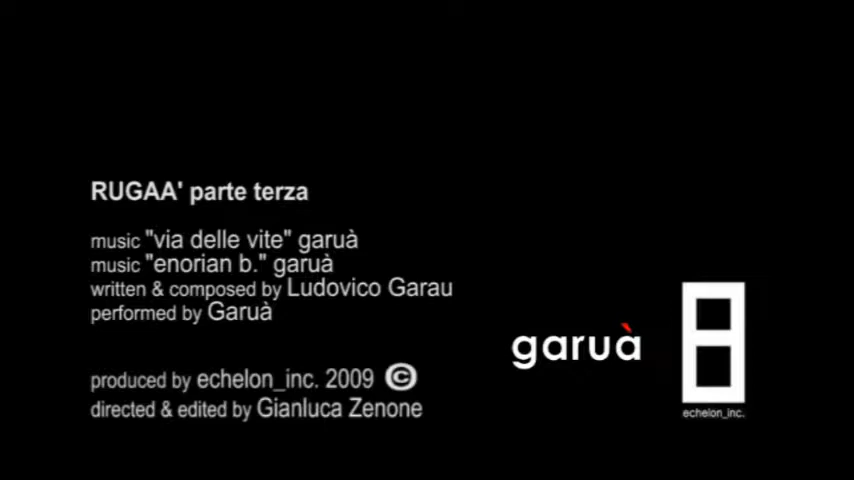 RUGAA' parte terza
music "via delle vite" garuà
music "enorian b." garuà
written & composed by Ludovico Garau
performed by Garuà
produced by echelon_inc. 2009 ©
directed & edited by Gianluca Zenone
garuà
echelon_inc.